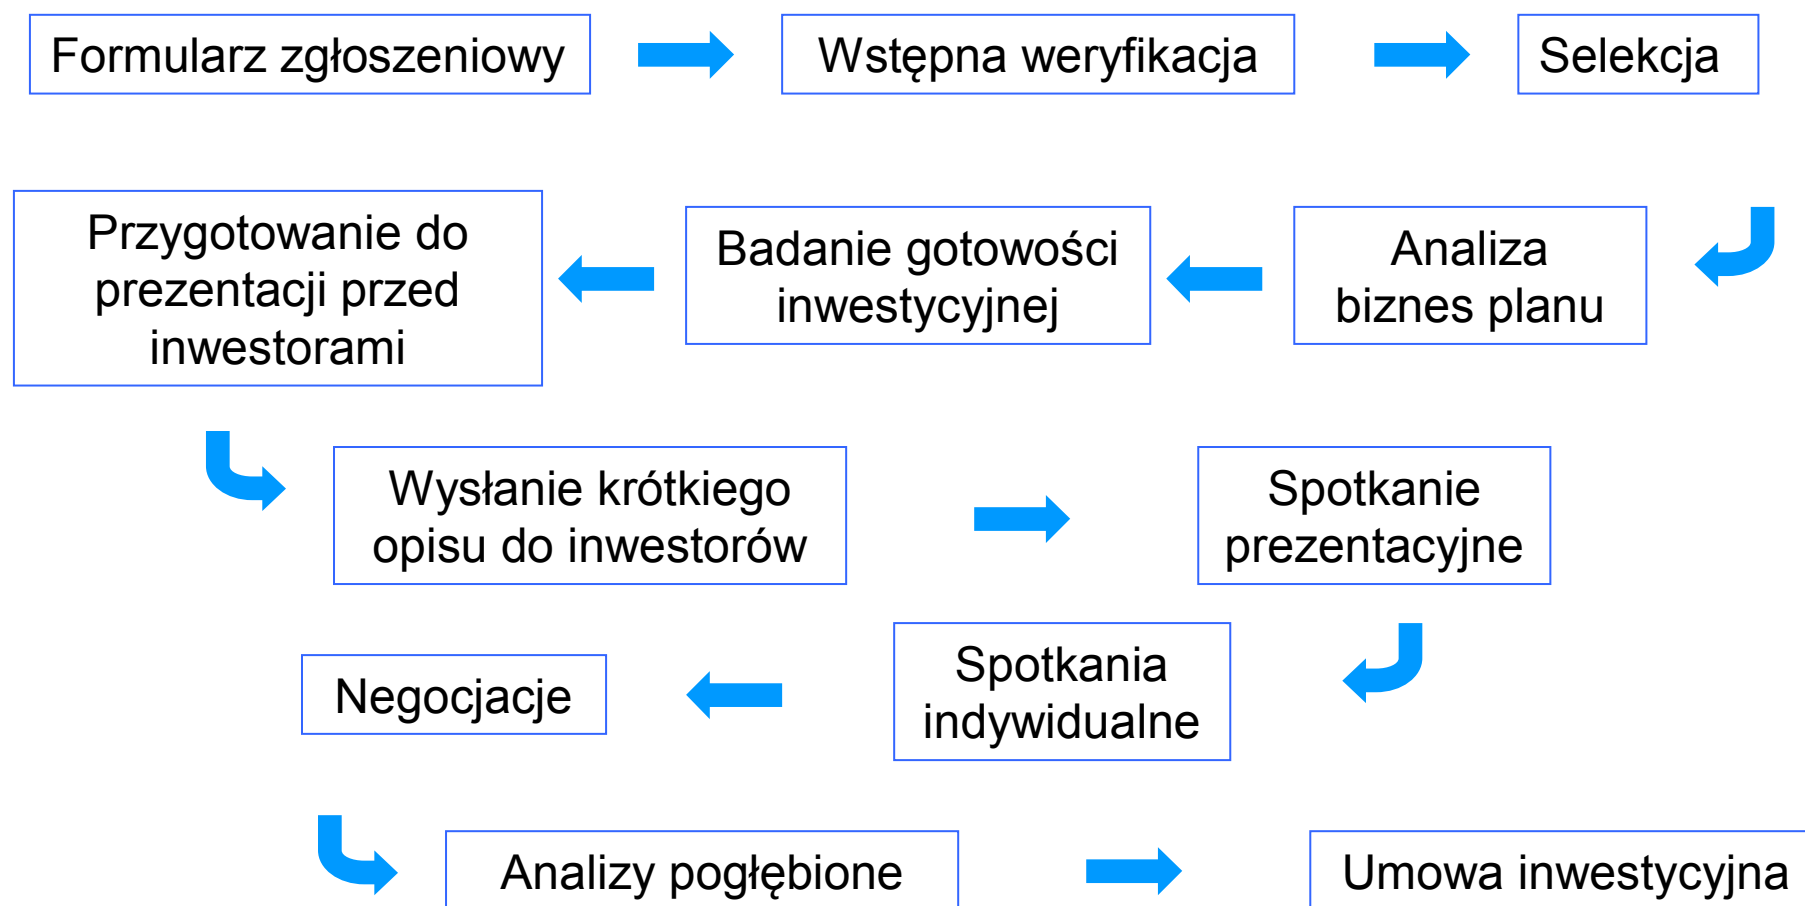 Formularz zgłoszeniowy
Wstępna weryfikacja
Selekcja
Analiza
biznes planu
Badanie gotowości
inwestycyjnej
Przygotowanie do
prezentacji przed
inwestorami
Wysłanie krótkiego
opisu do inwestorów
Spotkanie
prezentacyjne
Spotkania
indywidualne
Negocjacje
Analizy pogłębione
Umowa inwestycyjna